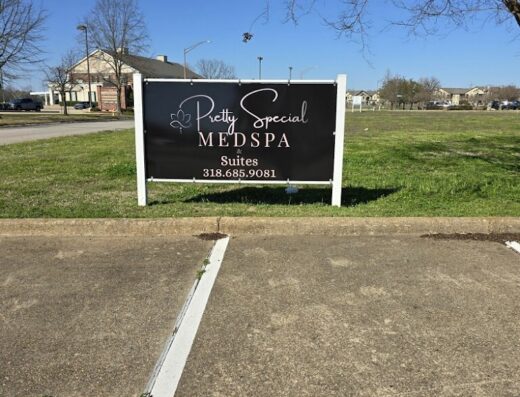 Pretty Special
MEDSPA
&
Suites
318.685.9081